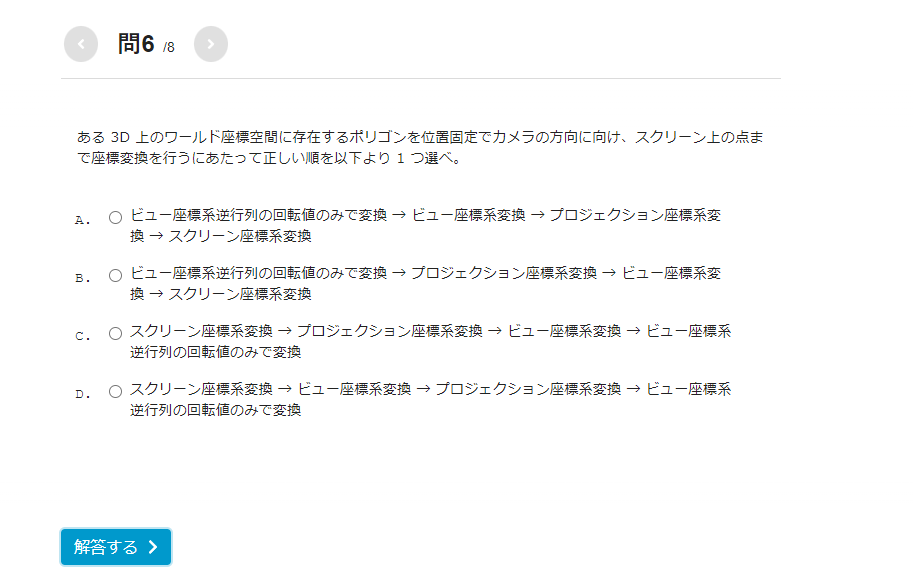 問6 /8
ある 3D 上のワールド座標空間に存在するポリゴンを位置固定でカメラの方向に向け、スクリーン上の点ま
で座標変換を行うにあたって正しい順を以下より 1 つ選べ。
A. ビュー座標系逆行列の回転値のみで変換 → ビュー座標系変換 → プロジェクション座標系変
換 → スクリーン座標系変換
B. ビュー座標系逆行列の回転値のみで変換 → プロジェクション座標系変換 → ビュー座標系変
換 → スクリーン座標系変換
C. スクリーン座標系変換 → プロジェクション座標系変換 → ビュー座標系変換 → ビュー座標系
逆行列の回転値のみで変換
D. スクリーン座標系変換 → ビュー座標系変換 → プロジェクション座標系変換 → ビュー座標系
逆行列の回転値のみで変換
解答する